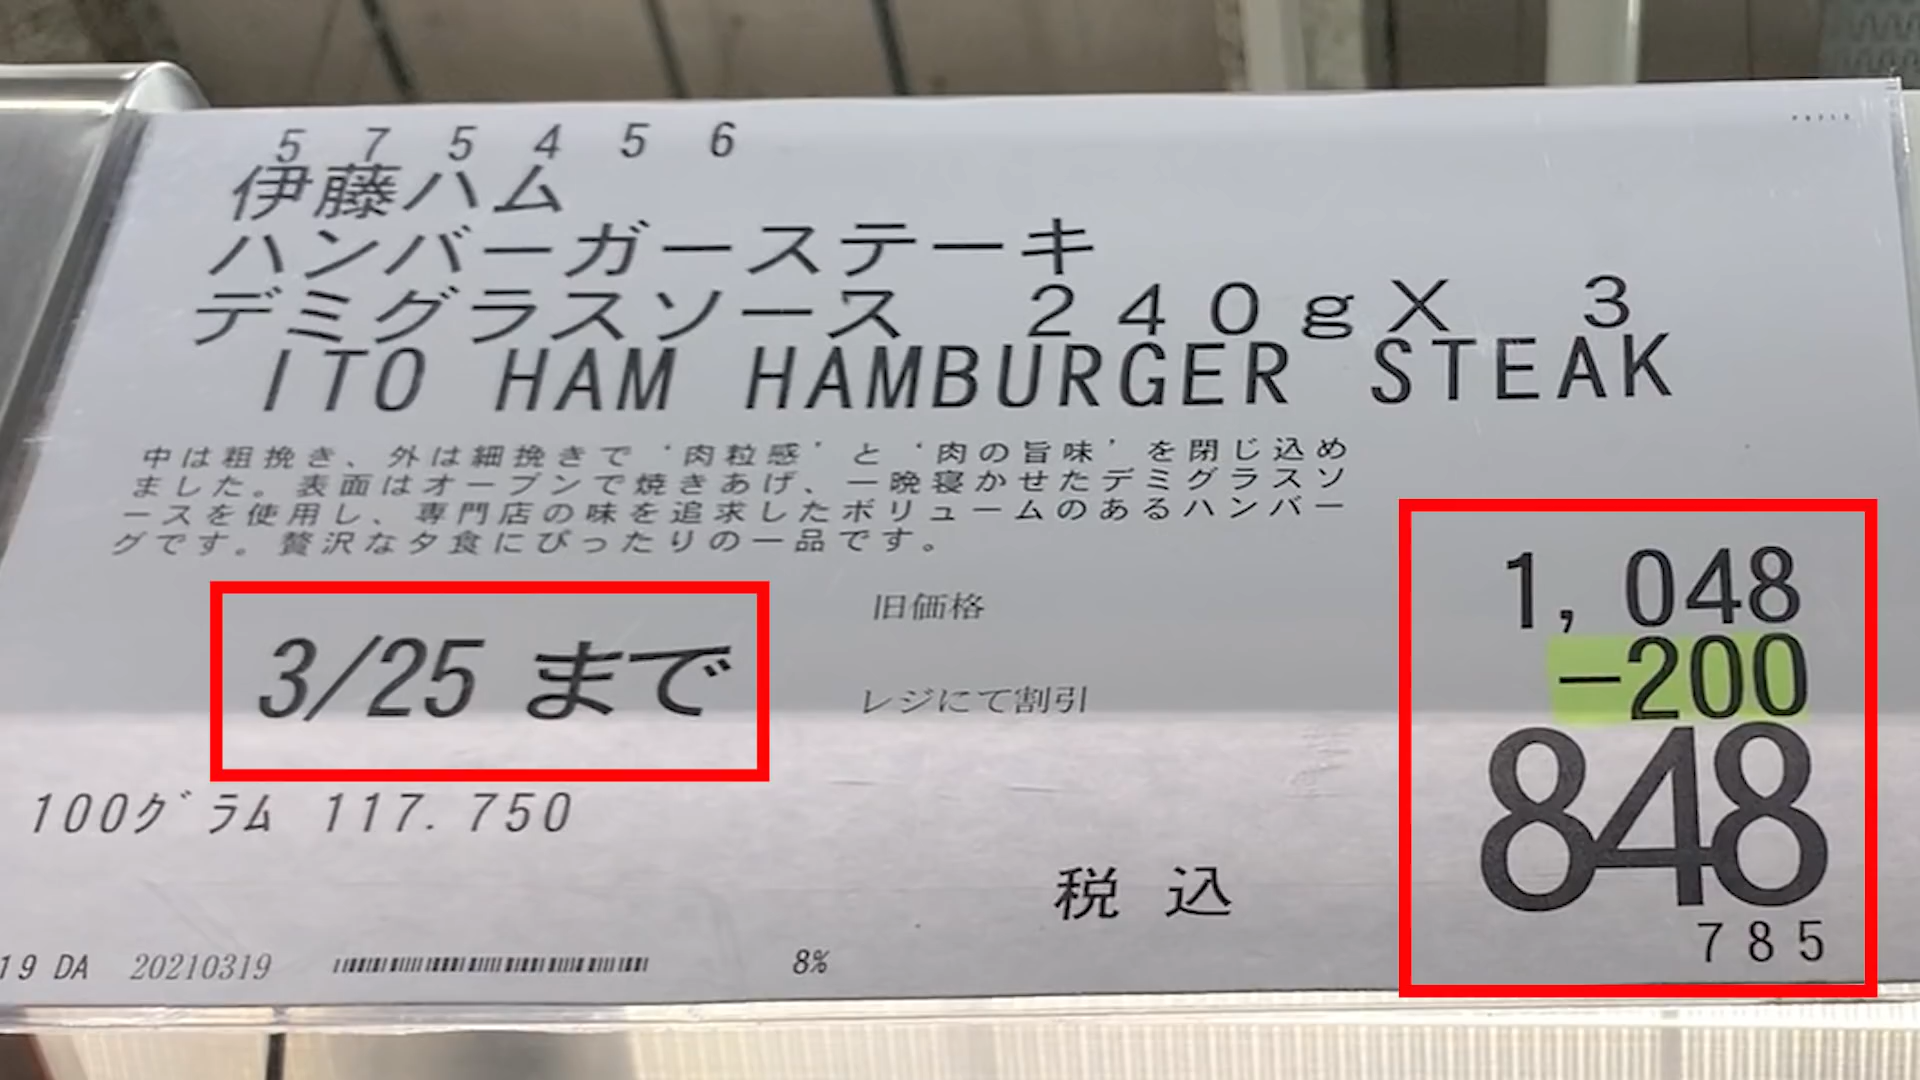 575456
伊藤ハム
ハンバーガーステーキ
デミグラスソース 240gX 3
ITO HAM HAMBURGER STEAK
中は粗挽き、外は細挽きで‘肉粒感’と‘肉の旨味’を閉じ込め
ました。表面はオーブンで焼きあげ、一晩寝かせたデミグラスソ
ースを使用し、専門店の味を追求したボリュームのあるハンバー
グです。贅沢な夕食にぴったりの一品です。
旧価格 1,048
3/25 まで
レジにて割引 -200
848
100グラム 117.750
税込
785
19 DA 20210319 8%